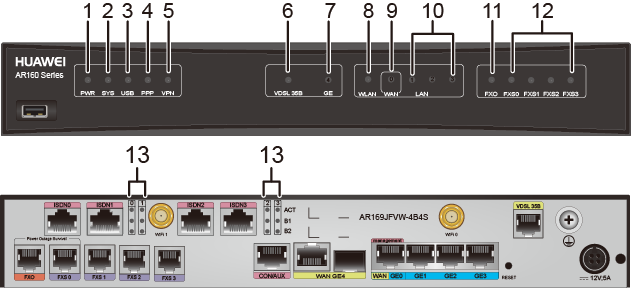 1 2 3 4 5 6 7 8 9 10 11 12
HUAWEI
AR160 Series
PWR SYS USB PPP VPN VDSL 35B GE WLAN WAN LAN FXO FXS0 FXS1 FXS2 FXS3
13 13
ISDN0 ISDN1 0 1 WiFi 1 ISDN2 ISDN3 2 3 ACT
B1
B2
AR169JFVW-4B4S
WiFi 0
VDSL 35B
Power Outage Survival
FXO FXS 0 FXS 1 FXS 2 FXS 3
CON/AUX WAN GE4
management
WAN GE0 GE1 GE2 GE3
RESET
12V,5A